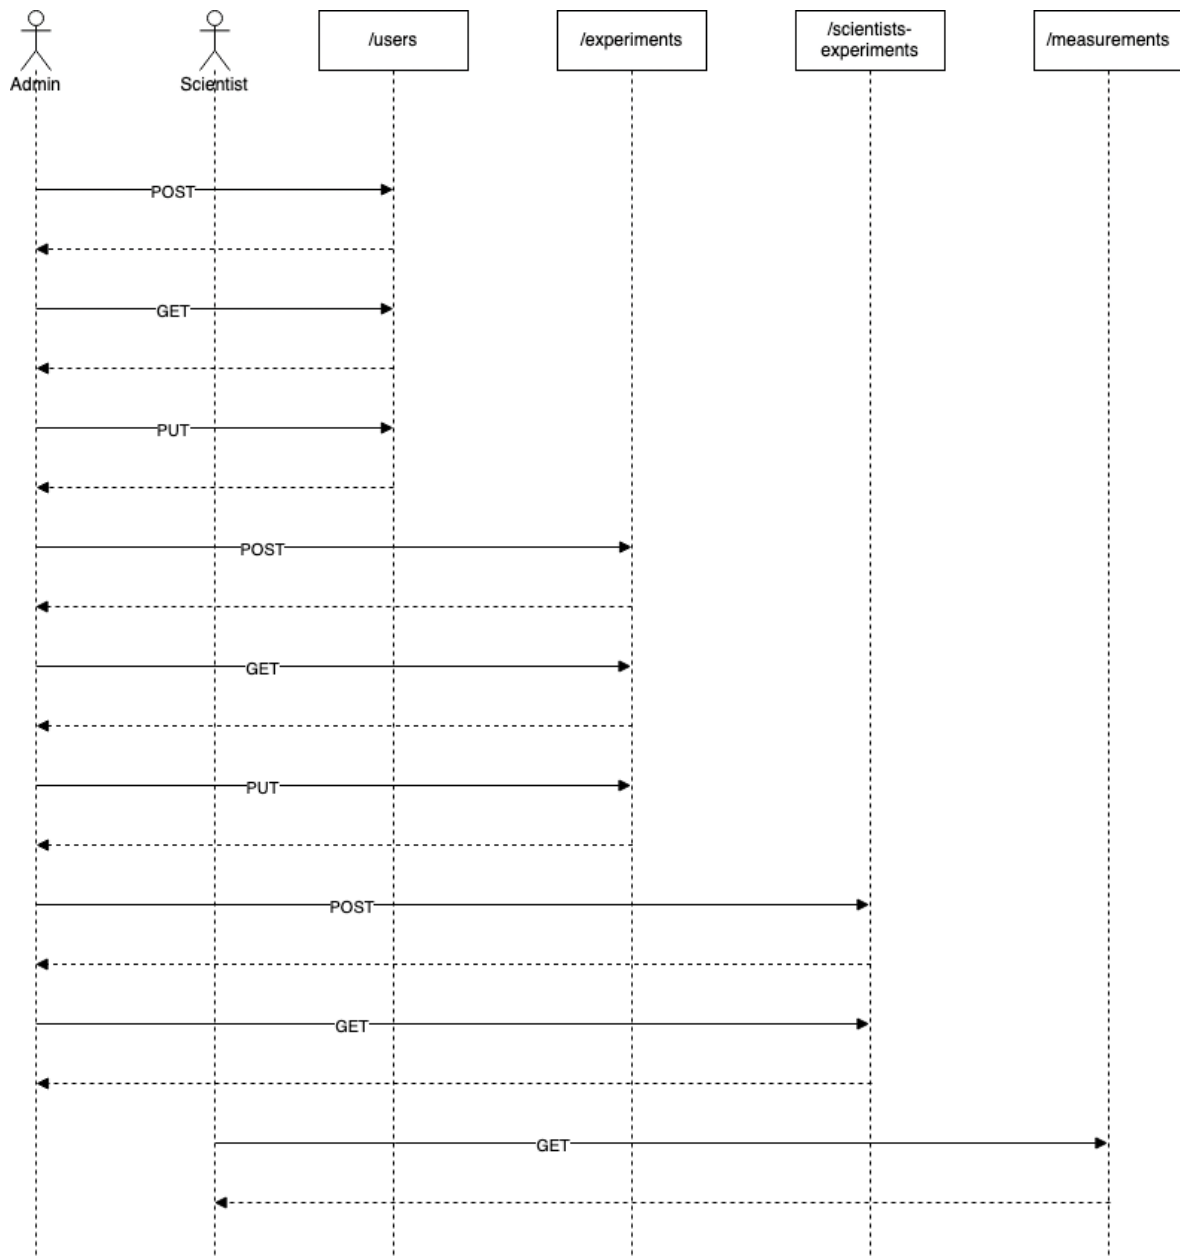 /users
/experiments
/scientists-
experiments
/measurements
Admin
Scientist
POST
GET
PUT
POST
GET
PUT
POST
GET
GET